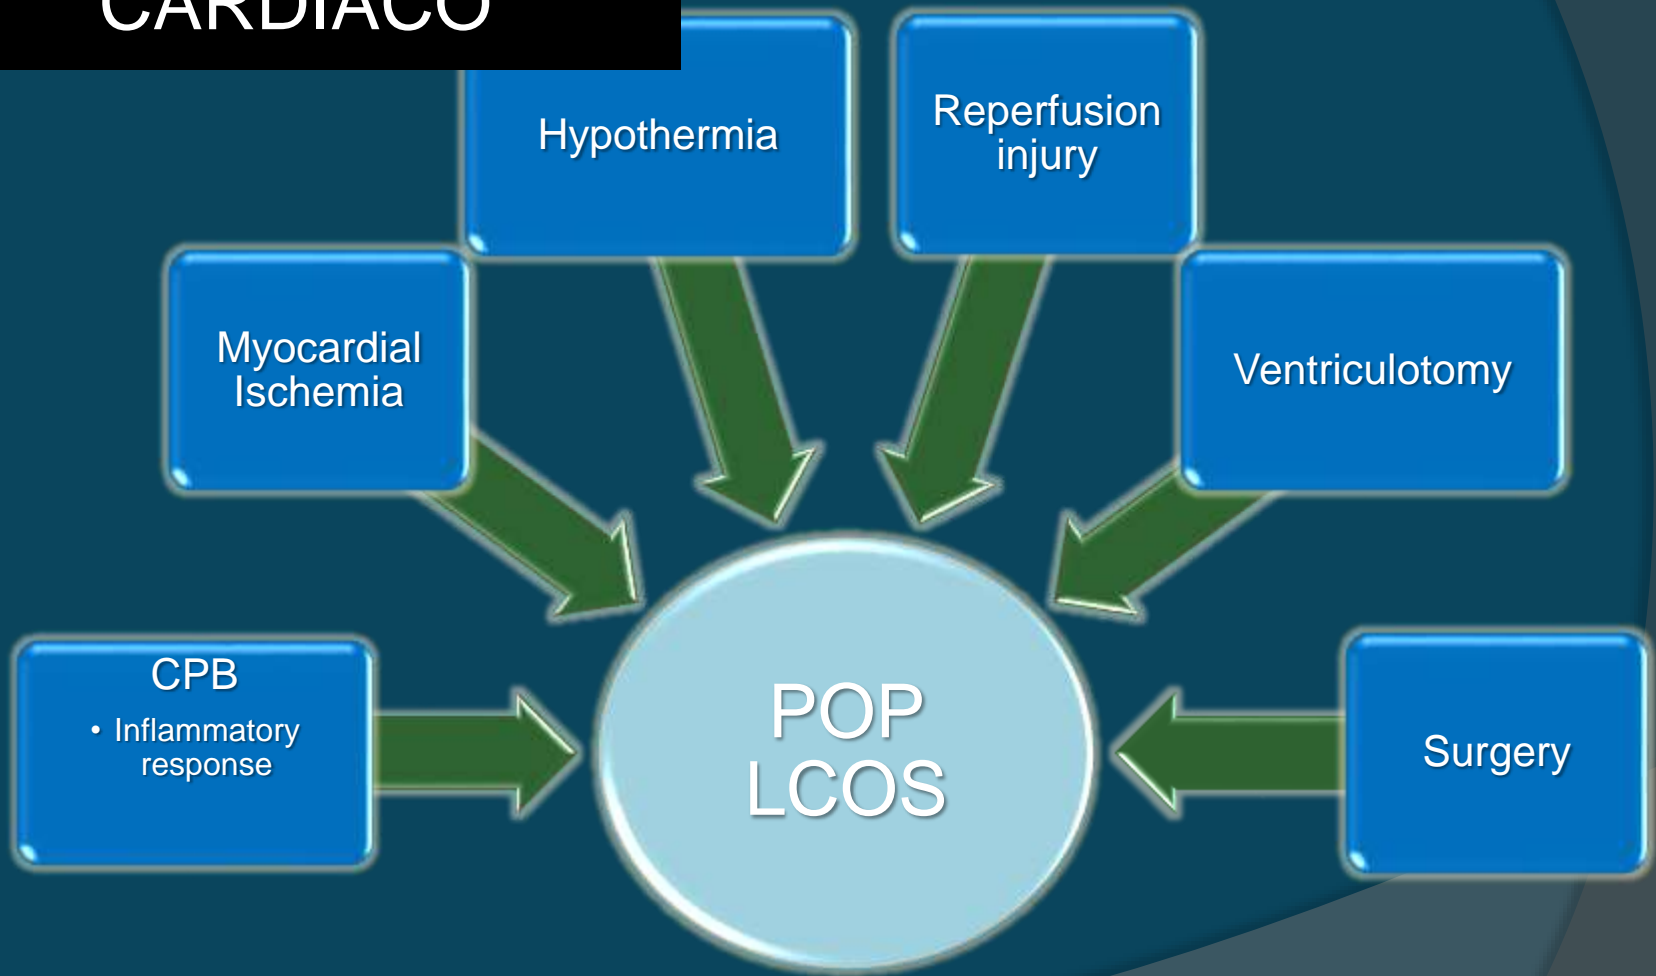 CARDIACO
Hypothermia
Reperfusion
injury
Myocardial
Ischemia
Ventriculotomy
CPB
• Inflammatory
response
POP
LCOS
Surgery